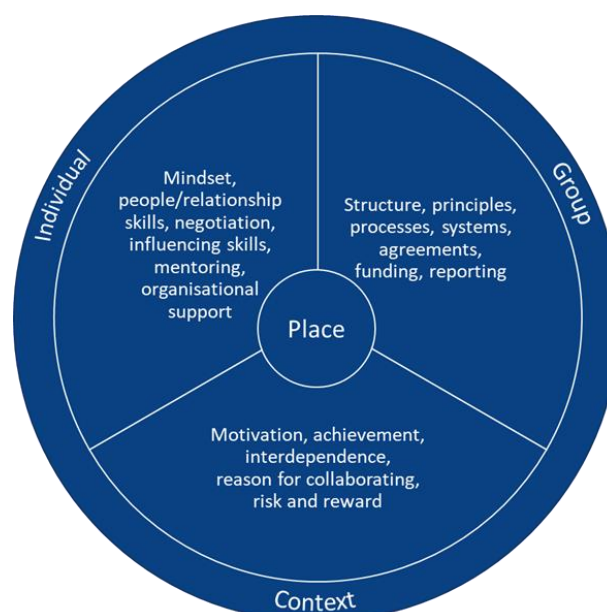 Individual
Mindset,
people/relationship
skills, negotiation,
influencing skills,
mentoring,
organisational
support
Group
Structure, principles,
processes, systems,
agreements,
funding, reporting
Place
Motivation, achievement,
interdependence,
reason for collaborating,
risk and reward
Context